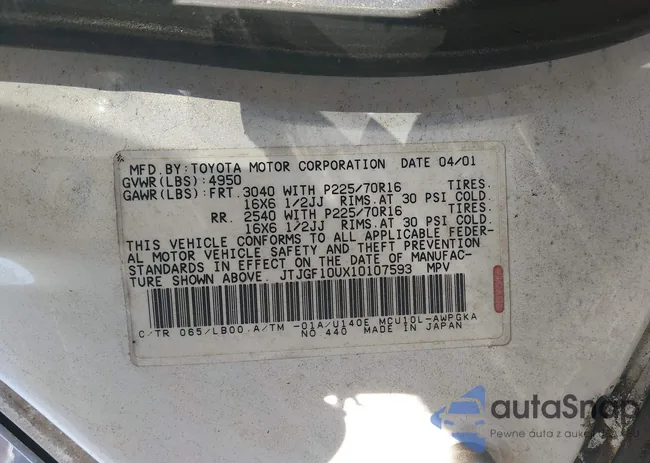 MFD.BY:TOYOTA MOTOR CORPORATION DATE 04/01
GVWR(LBS):4950
GAWR(LBS):FRT.3040 WITH P225/70R16 TIRES.
16X6 1/2JJ RIMS.AT 30 PSI COLD.
RR. 2540 WITH P225/70R16 TIRES.
16X6 1/2JJ RIMS.AT 30 PSI COLD.
THIS VEHICLE CONFORMS TO ALL APPLICABLE FEDER-
AL MOTOR VEHICLE SAFETY AND THEFT PREVENTION
STANDARDS IN EFFECT ON THE DATE OF MANUFAC-
TURE SHOWN ABOVE. JTJGF10UX10107593 MPV
C/TR 065/LB00.A/TM -01A/U140E MCU10L-AWPGKA
NO.440 MADE IN JAPAN
autaSnap
Pewne auta z aukcji